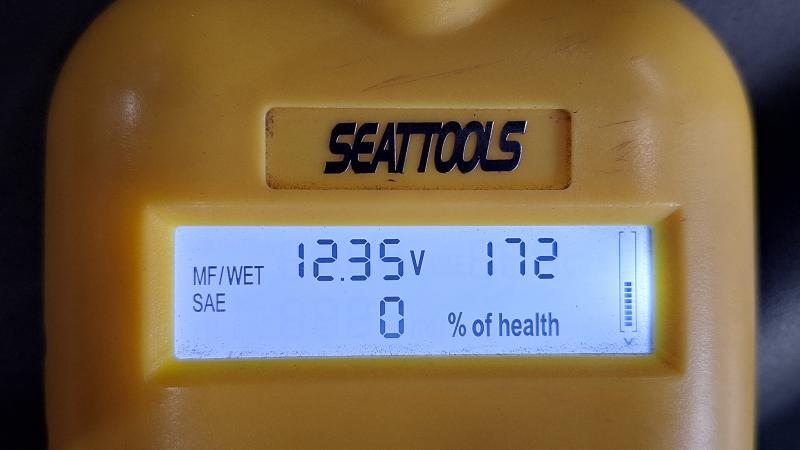 SEATTOOLS
MF/WET 12.35V 172
SAE 0 % of health